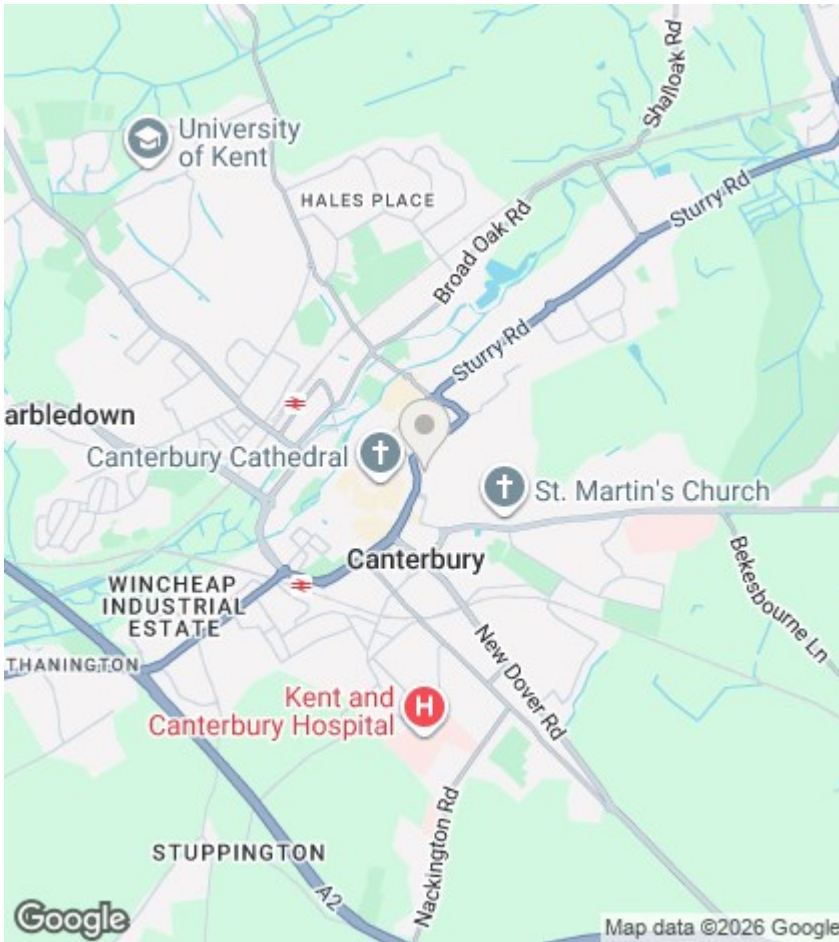 Shalloak Rd
University
of Kent
HALES PLACE
Sturry Rd
Broad Oak Rd
Sturry Rd
arbledown
Canterbury Cathedral
St. Martin's Church
Canterbury
WINCHEAP
INDUSTRIAL
ESTATE
Bekesbourne Ln
THANINGTON
New Dover Rd
Kent and
Canterbury Hospital
H
Nackington Rd
STUPPINGTON
A2
Google
Map data ©2026 Google